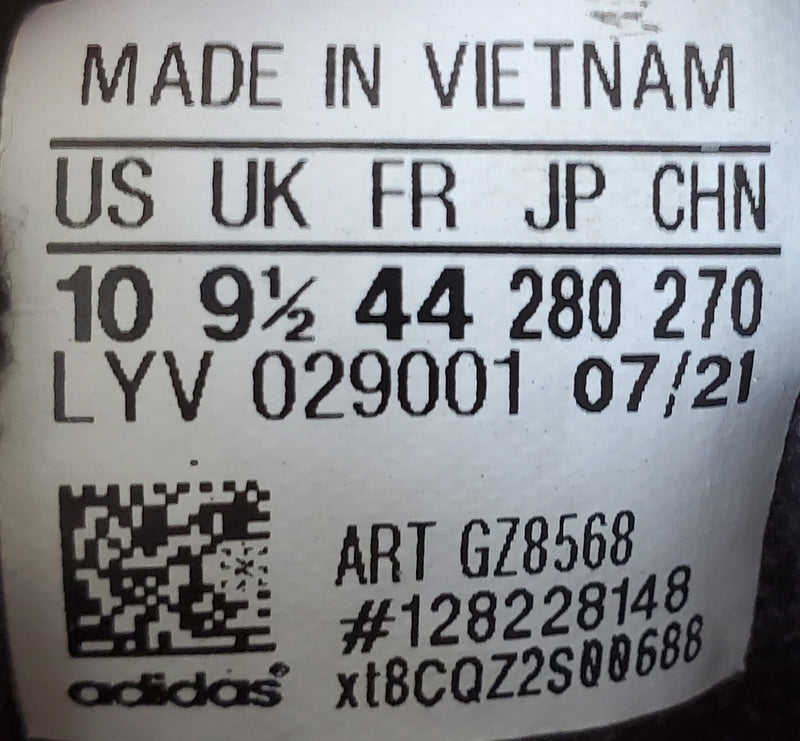 MADE IN VIETNAM
US UK FR JP CHN
10 9½ 44 280 270
LYV 029001 07/21
ART GZ8568
#128228148
xt8CQZ2S00688
adidas®